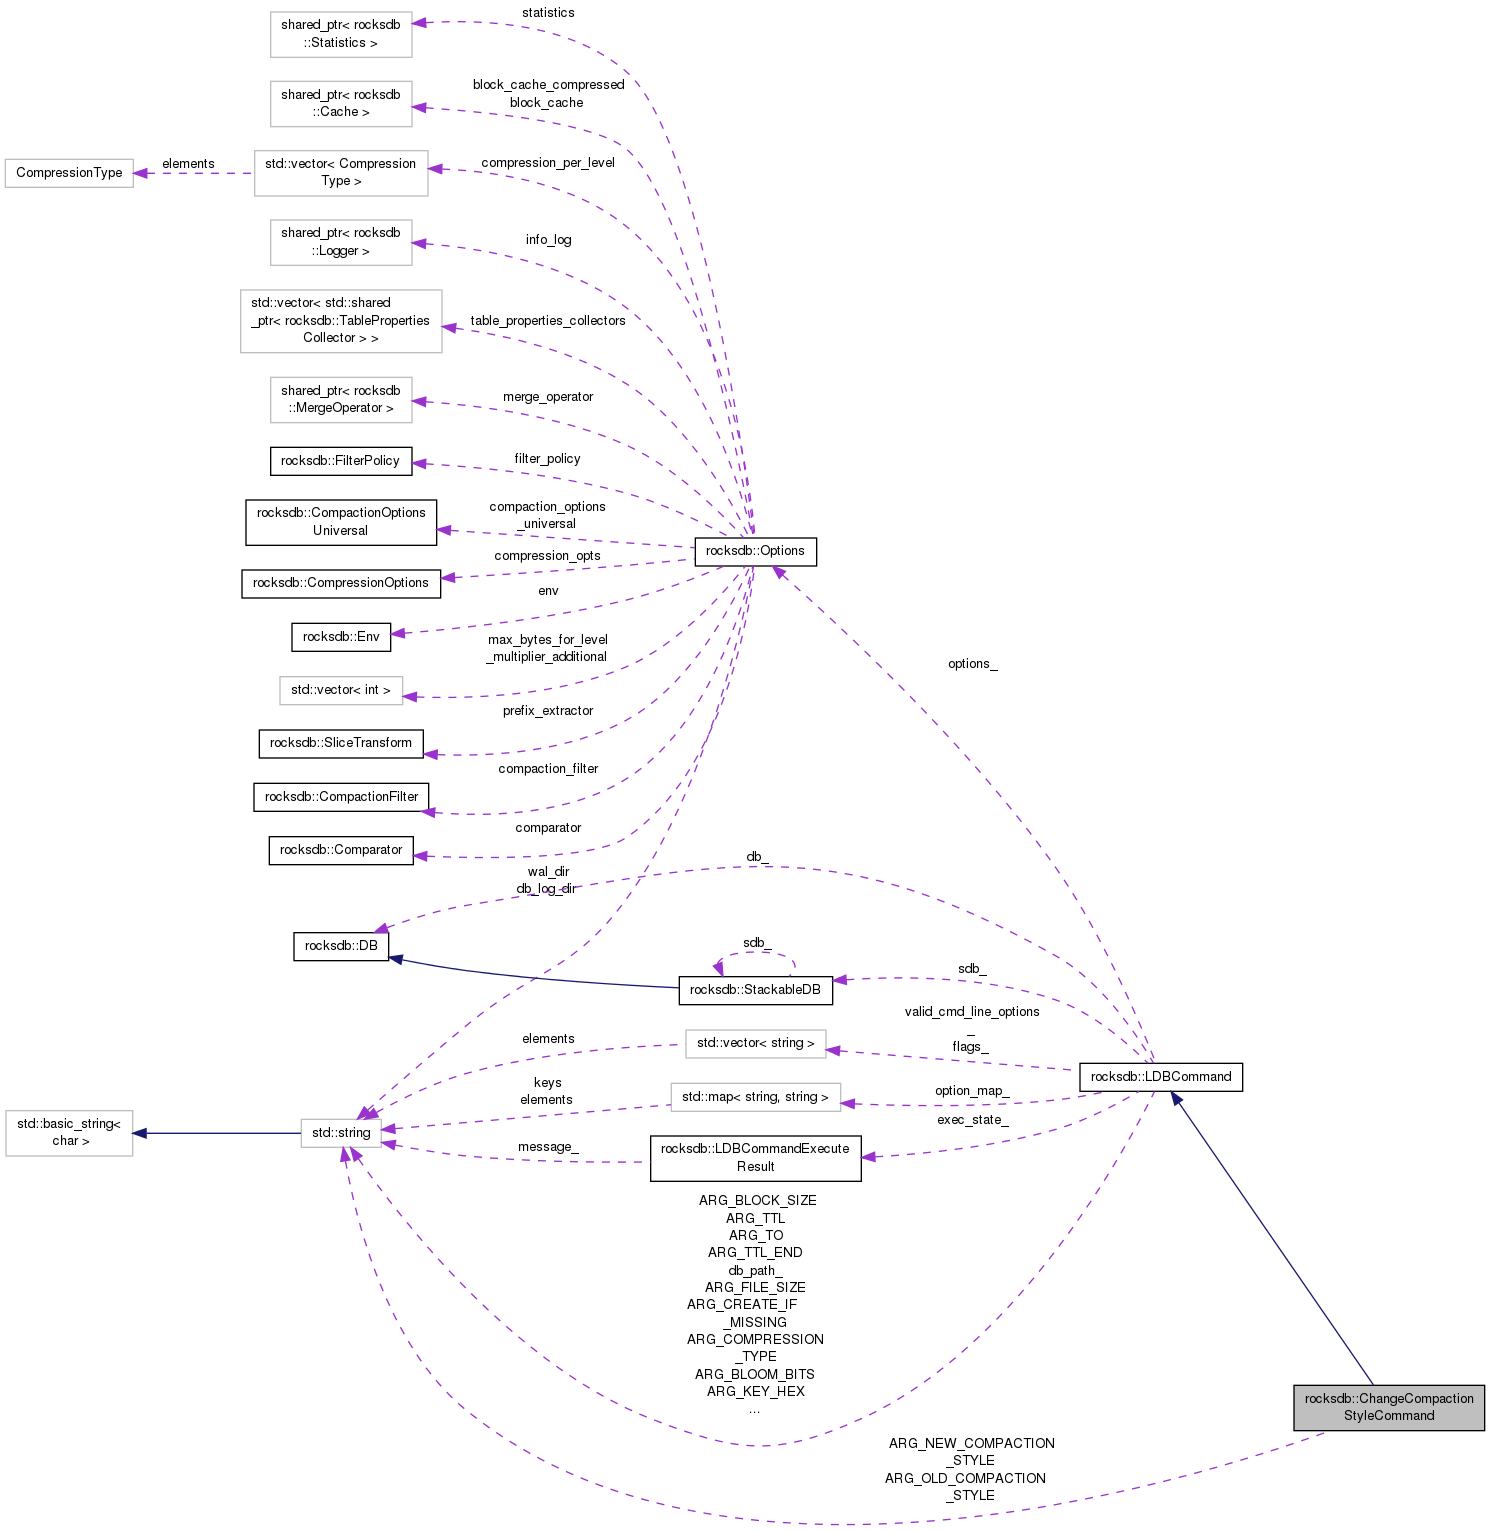 statistics
shared_ptr< rocksdb
::Statistics >
block_cache_compressed
block_cache
shared_ptr< rocksdb
::Cache >
CompressionType
elements
std::vector< Compression
Type >
compression_per_level
shared_ptr< rocksdb
::Logger >
info_log
std::vector< std::shared
_ptr< rocksdb::TableProperties
Collector > >
table_properties_collectors
shared_ptr< rocksdb
::MergeOperator >
merge_operator
rocksdb::FilterPolicy
filter_policy
rocksdb::CompactionOptions
Universal
compaction_options
_universal
rocksdb::Options
rocksdb::CompressionOptions
compression_opts
env
rocksdb::Env
max_bytes_for_level
_multiplier_additional
options_
std::vector< int >
prefix_extractor
rocksdb::SliceTransform
compaction_filter
rocksdb::CompactionFilter
comparator
rocksdb::Comparator
db_
wal_dir
db_log_dir
rocksdb::DB
sdb_
rocksdb::StackableDB
sdb_
valid_cmd_line_options
_
flags_
elements
std::vector< string >
rocksdb::LDBCommand
keys
elements
std::map< string, string >
option_map_
std::basic_string<
char >
std::string
exec_state_
message_
rocksdb::LDBCommandExecute
Result
ARG_BLOCK_SIZE
ARG_TTL
ARG_TO
ARG_TTL_END
db_path_
ARG_FILE_SIZE
ARG_CREATE_IF
_MISSING
ARG_COMPRESSION
_TYPE
ARG_BLOOM_BITS
ARG_KEY_HEX
...
rocksdb::ChangeCompaction
StyleCommand
ARG_NEW_COMPACTION
_STYLE
ARG_OLD_COMPACTION
_STYLE